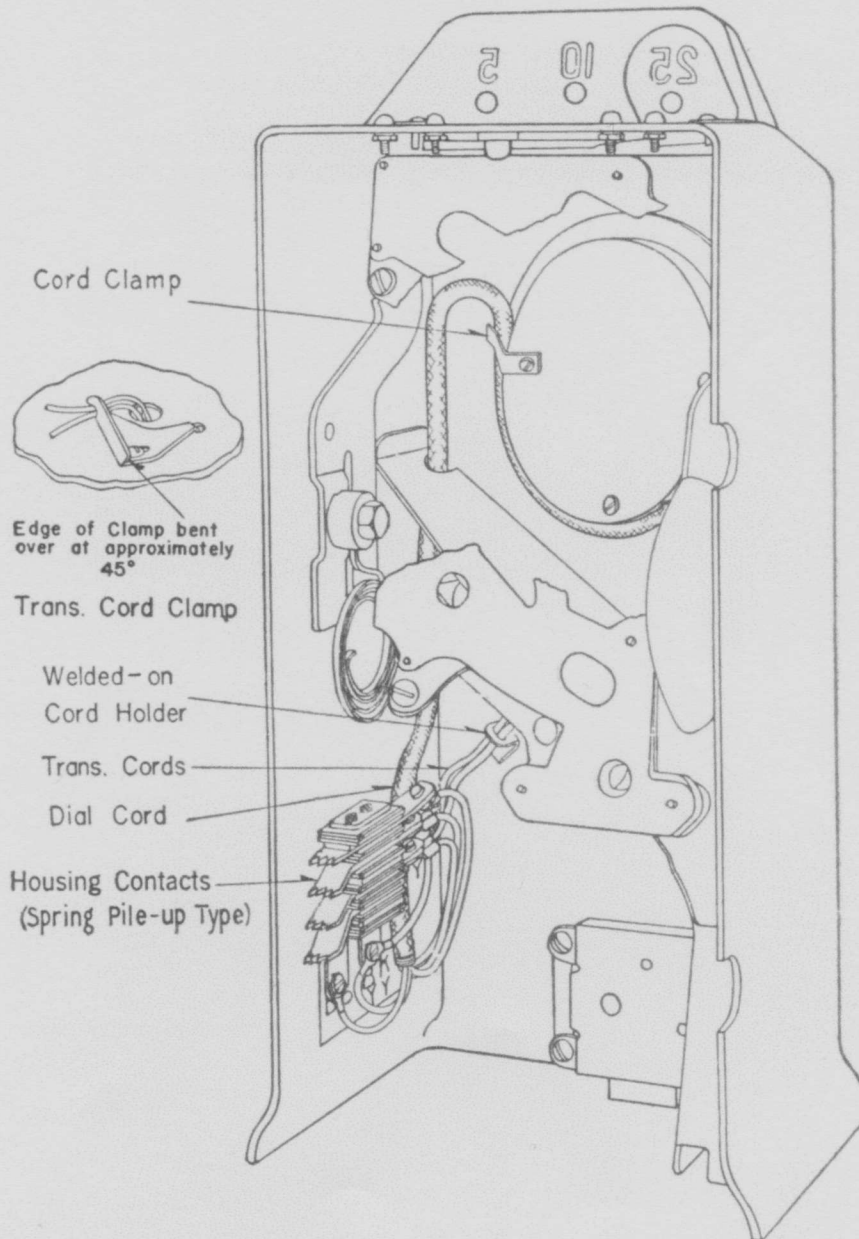 5 10 25
Cord Clamp
Edge of Clamp bent
over at approximately
45°
Trans. Cord Clamp
Welded-on
Cord Holder
Trans. Cords
Dial Cord
Housing Contacts
(Spring Pile-up Type)